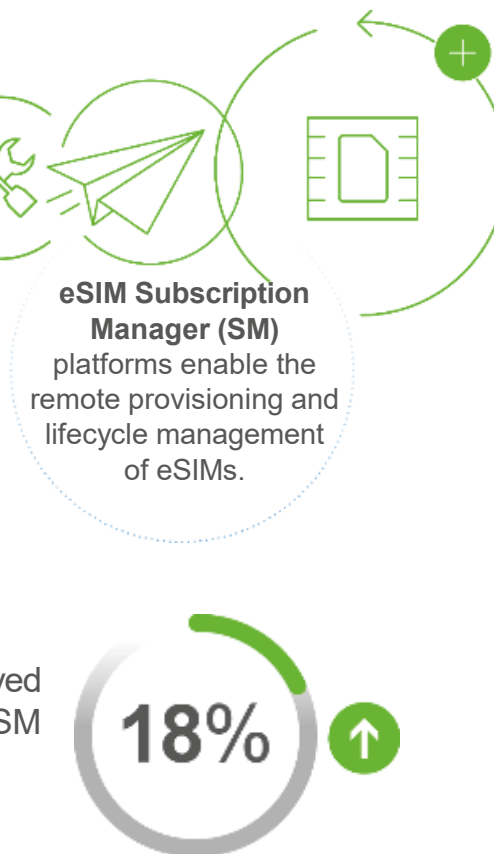 eSIM Subscription
Manager (SM)
platforms enable the
remote provisioning and
lifecycle management
of eSIMs.
18%